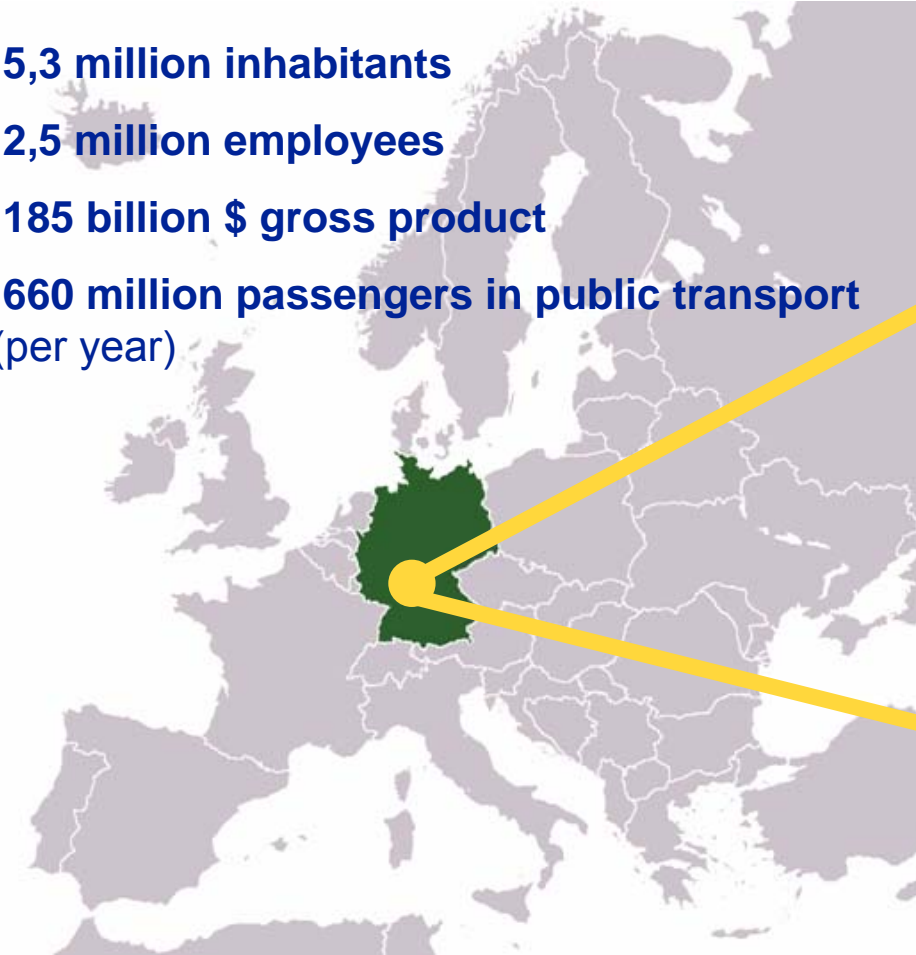 5,3 million inhabitants
2,5 million employees
185 billion $ gross product
660 million passengers in public transport
(per year)